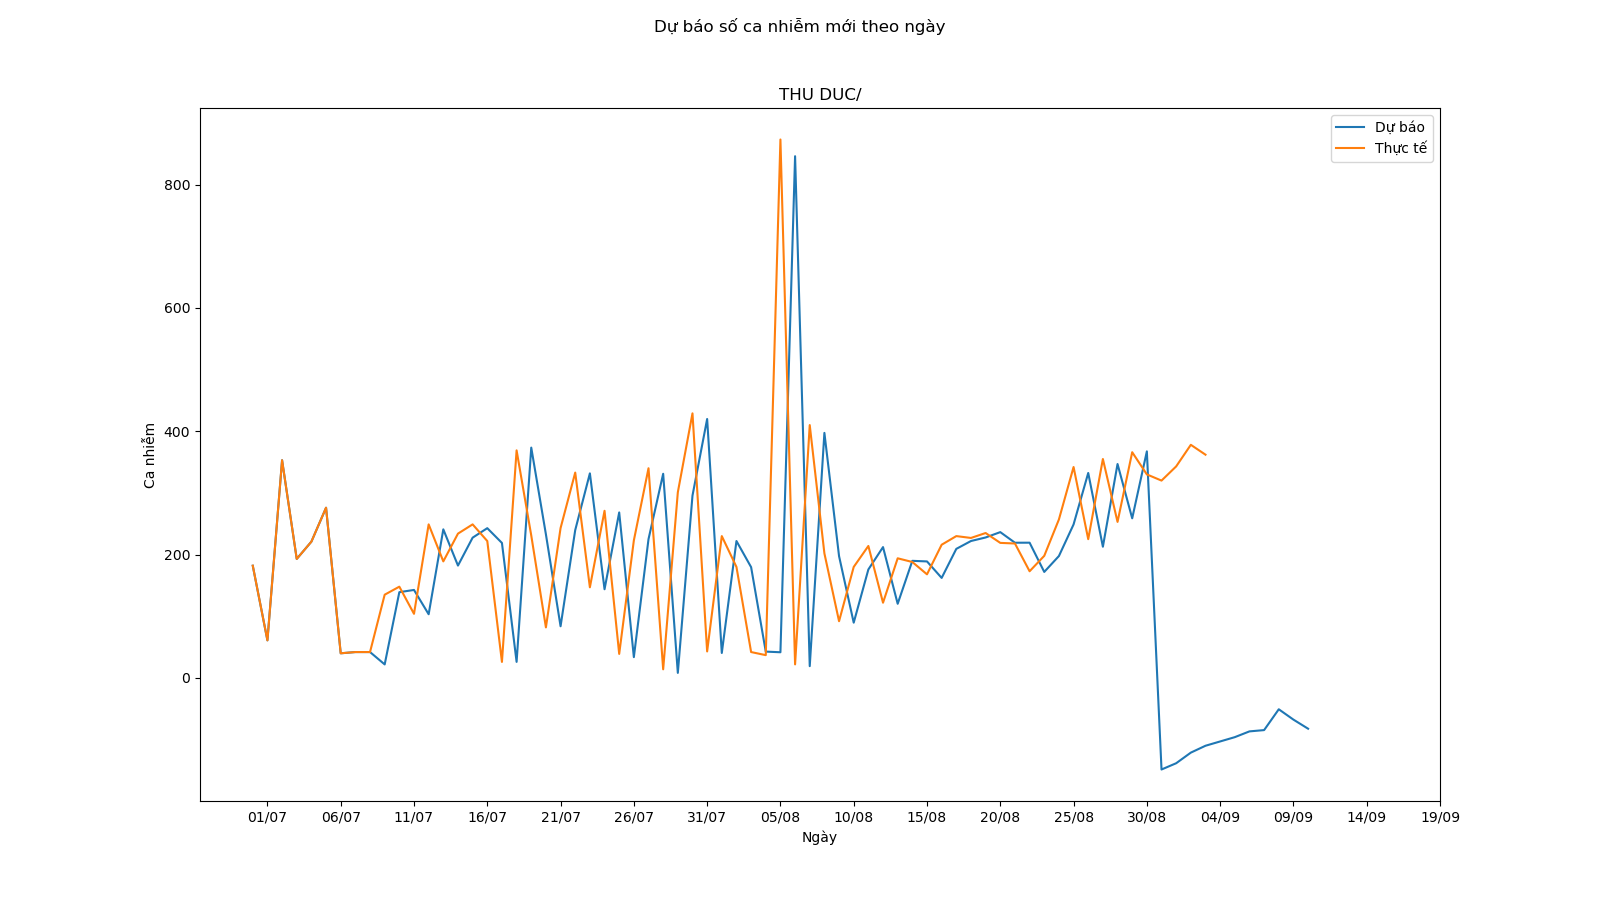 Dự báo số ca nhiễm mới theo ngày
THU DUC/
Dự báo
Thực tế
800
600
400
200
0
Ca nhiễm
01/07 06/07 11/07 16/07 21/07 26/07 31/07 05/08 10/08 15/08 20/08 25/08 30/08 04/09 09/09 14/09 19/09
Ngày